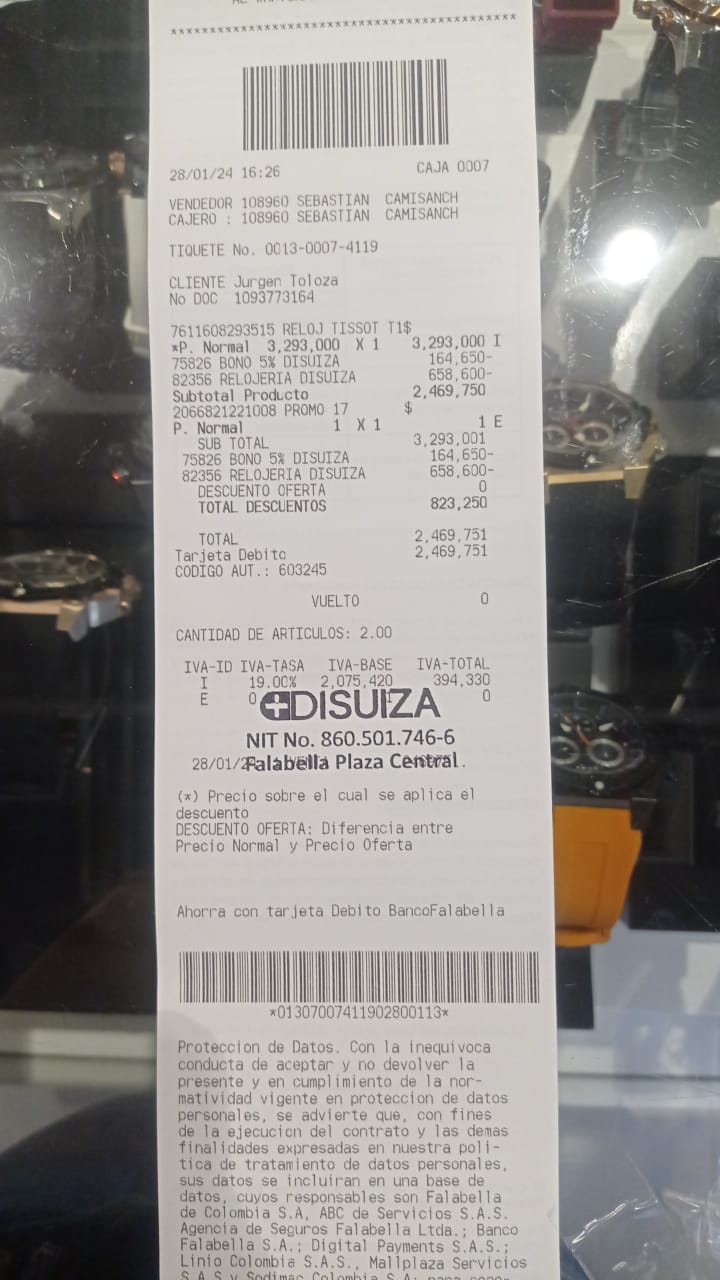 ****************************************
28/01/24 16:26 CAJA 0007
VENDEDOR 108960 SEBASTIAN CAMISANCH
CAJERO : 108960 SEBASTIAN CAMISANCH
TIQUETE No. 0013-0007-4119
CLIENTE Jurgen Toloza
No DOC 1093773164
7611608293515 RELOJ TISSOT T1$
*P. Normal 3,293,000 X 1 3,293,000 I
75826 BONO 5% DISUIZA 164,650-
82356 RELOJERIA DISUIZA 658,600-
Subtotal Producto 2,469,750
2066821221008 PROMO 17 $
P. Normal 1 X 1 1 E
SUB TOTAL 3,293,001
75826 BONO 5% DISUIZA 164,650-
82356 RELOJERIA DISUIZA 658,600-
DESCUENTO OFERTA 0
TOTAL DESCUENTOS 823,250
TOTAL 2,469,751
Tarjeta Debito 2,469,751
CODIGO AUT.: 603245
VUELTO 0
CANTIDAD DE ARTICULOS: 2.00
IVA-ID IVA-TASA IVA-BASE IVA-TOTAL
I 19.00% 2,075,420 394,330
E 0 0
DISUIZA
NIT No. 860.501.746-6
28/01/2 Falabella Plaza Central
(*) Precio sobre el cual se aplica el
descuento
DESCUENTO OFERTA: Diferencia entre
Precio Normal y Precio Oferta
Ahorra con tarjeta Debito BancoFalabella
*01307007411902800113*
Proteccion de Datos. Con la inequivoca
conducta de aceptar y no devolver la
presente y en cumplimiento de la nor-
matividad vigente en proteccion de datos
personales, se advierte que, con fines
de la ejecucion del contrato y las demas
finalidades expresadas en nuestra poli-
tica de tratamiento de datos personales,
sus datos se incluiran en una base de
datos, cuyos responsables son Falabella
de Colombia S.A, ABC de Servicios S.A.S.
Agencia de Seguros Falabella Ltda.; Banco
Falabella S.A.; Digital Payments S.A.S.;
Linio Colombia S.A.S., Mallplaza Servicios
S.A.S y Sodimac Colombia S.A.